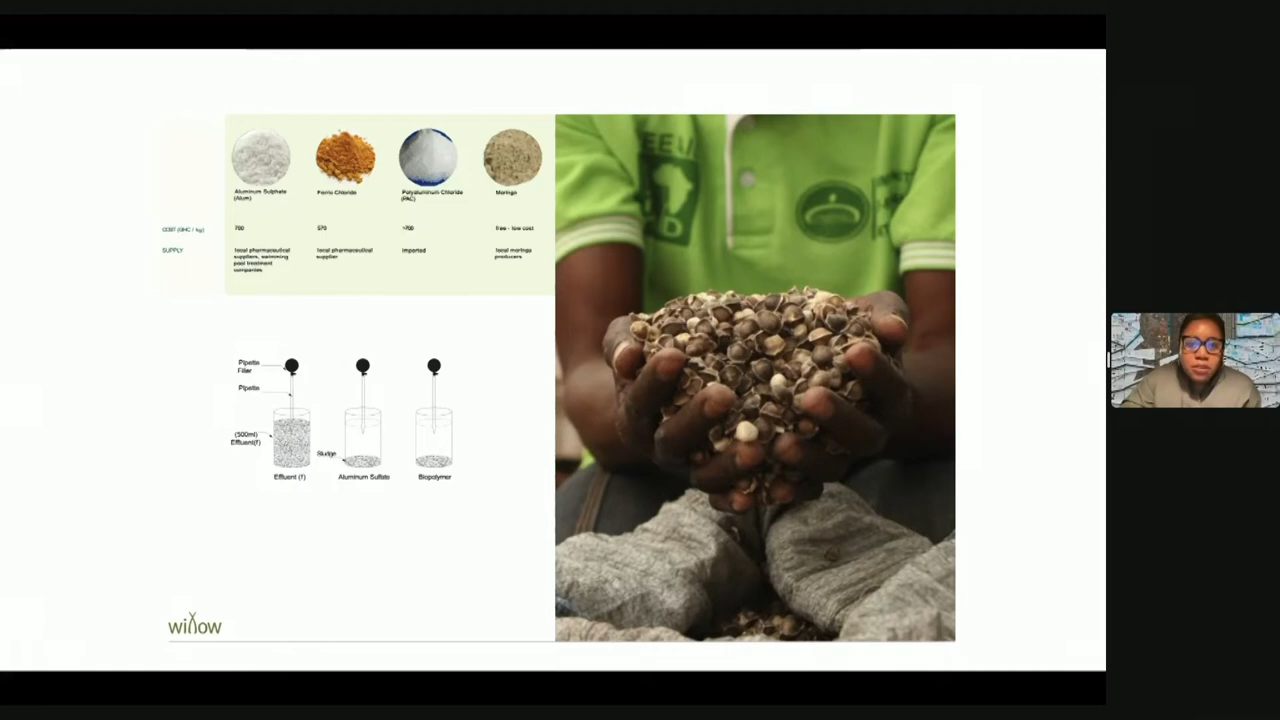 Aluminum Sulphate
(Alum)
Ferric Chloride
Polyaluminum Chloride
(PAC)
Moringa
COST (GHC / kg)
700
570
>700
free - low cost
SUPPLY
local pharmaceutical
suppliers, swimming
pool treatment
companies
local pharmaceutical
supplier
imported
local moringa
producers
Pipette
Filler
Pipette
(500ml)
Effluent(f)
Sludge
Effluent (f)
Aluminum Sulfate
Biopolymer
willow